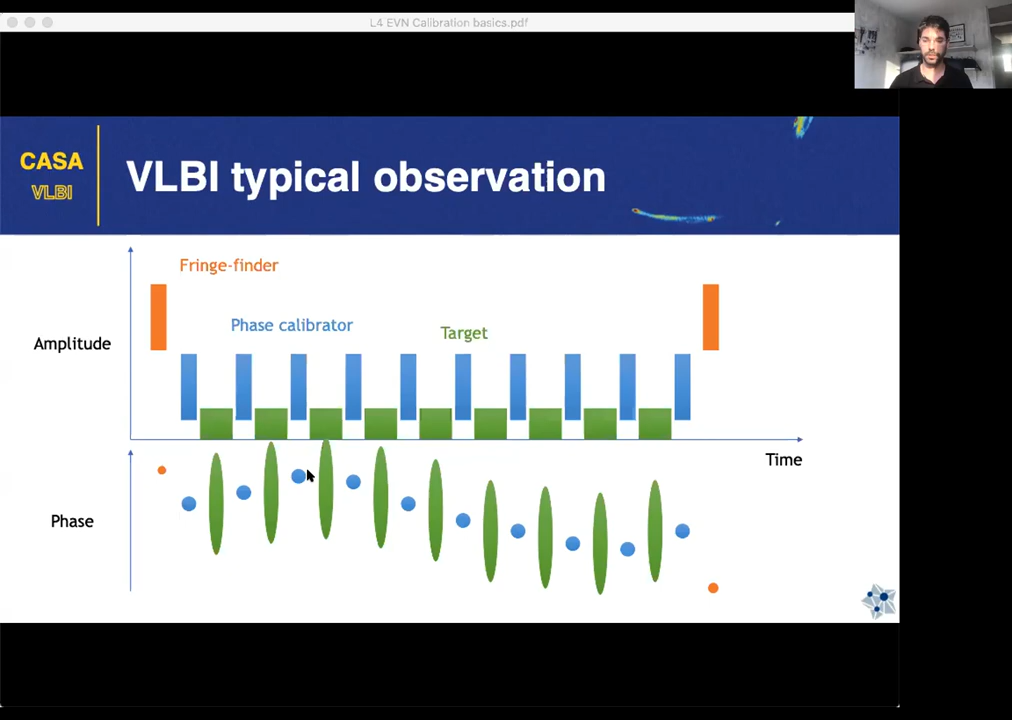 L4 EVN Calibration basics.pdf
CASA
VLBI
VLBI typical observation
Fringe-finder
Phase calibrator
Target
Amplitude
Time
Phase